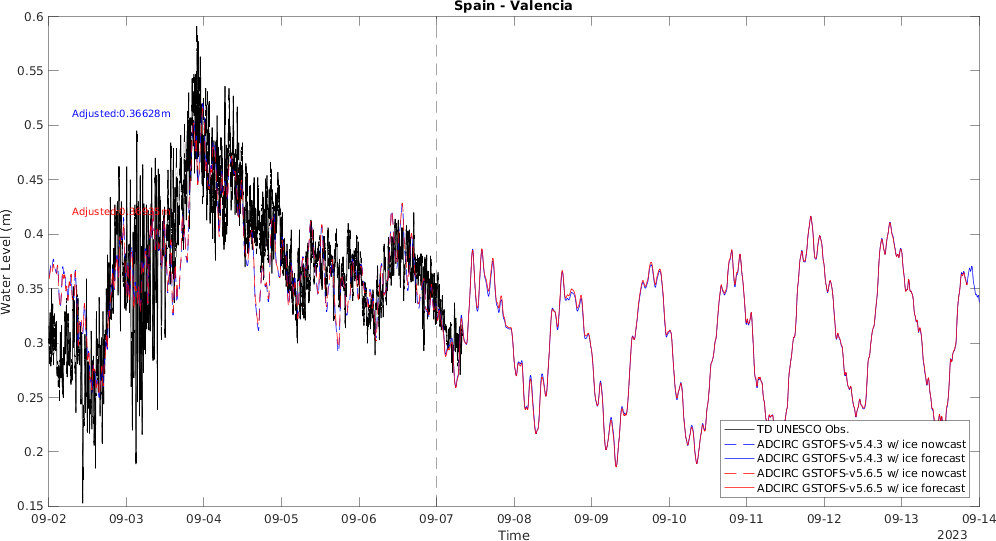 Spain - Valencia
Water Level (m)
0.6
0.55
0.5
0.45
0.4
0.35
0.3
0.25
0.2
0.15
Adjusted:0.36628m
09-02
09-03
09-04
09-05
09-06
09-07
09-08
09-09
09-10
09-11
09-12
09-13
09-14
Time
2023
TD UNESCO Obs.
ADCIRC GSTOFS-v5.4.3 w/ ice nowcast
ADCIRC GSTOFS-v5.4.3 w/ ice forecast
ADCIRC GSTOFS-v5.6.5 w/ ice nowcast
ADCIRC GSTOFS-v5.6.5 w/ ice forecast